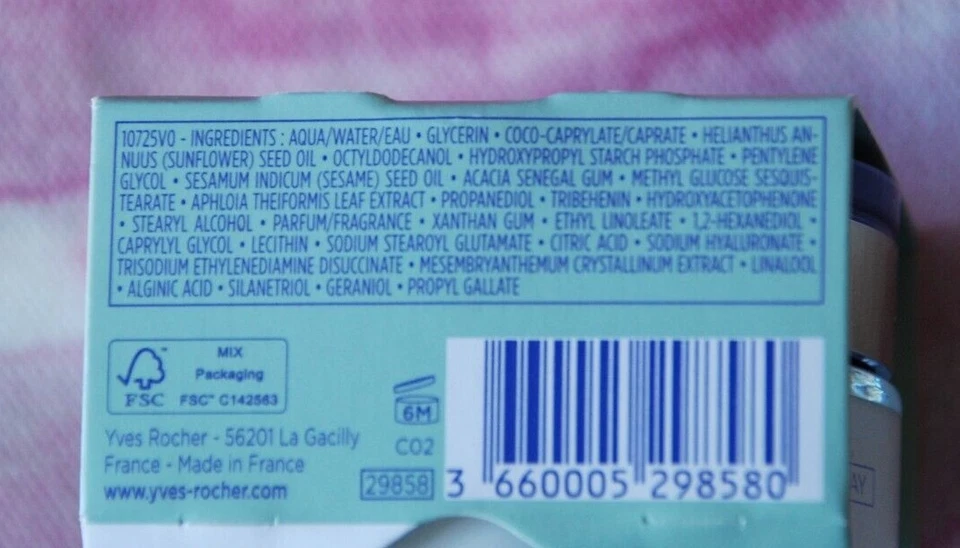 10725V0 - INGREDIENTS : AQUA/WATER/EAU • GLYCERIN • COCO-CAPRYLATE/CAPRATE • HELIANTHUS AN-
NUUS (SUNFLOWER) SEED OIL • OCTYLDODECANOL • HYDROXYPROPYL STARCH PHOSPHATE • PENTYLENE
GLYCOL • SESAMUM INDICUM (SESAME) SEED OIL • ACACIA SENEGAL GUM • METHYL GLUCOSE SESQUIS-
TEARATE • APHLOIA THEIFORMIS LEAF EXTRACT • PROPANEDIOL • TRIBEHENIN • HYDROXYACETOPHENONE
• STEARYL ALCOHOL • PARFUM/FRAGRANCE • XANTHAN GUM • ETHYL LINOLEATE • 1,2-HEXANEDIOL •
CAPRYLYL GLYCOL • LECITHIN • SODIUM STEAROYL GLUTAMATE • CITRIC ACID • SODIUM HYALURONATE •
TRISODIUM ETHYLENEDIAMINE DISUCCINATE • MESEMBRYANTHEMUM CRYSTALLINUM EXTRACT • LINALOOL
• ALGINIC ACID • SILANETRIOL • GERANIOL • PROPYL GALLATE
MIX
Packaging
FSC™ C142563
FSC
6M
CO2
Yves Rocher - 56201 La Gacilly
France - Made in France
www.yves-rocher.com
29858
3 660005 298580